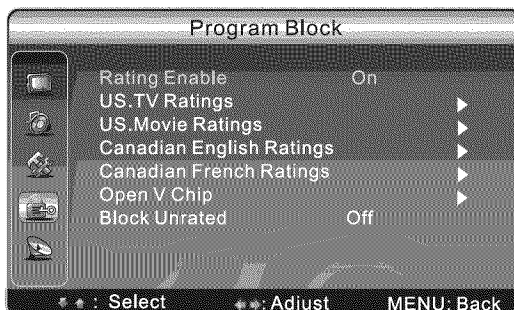 Program Block
Rating Enable On
US.TV Ratings
US.Movie Ratings
Canadian English Ratings
Canadian French Ratings
Open V Chip
Block Unrated Off
: Select : Adjust MENU: Back